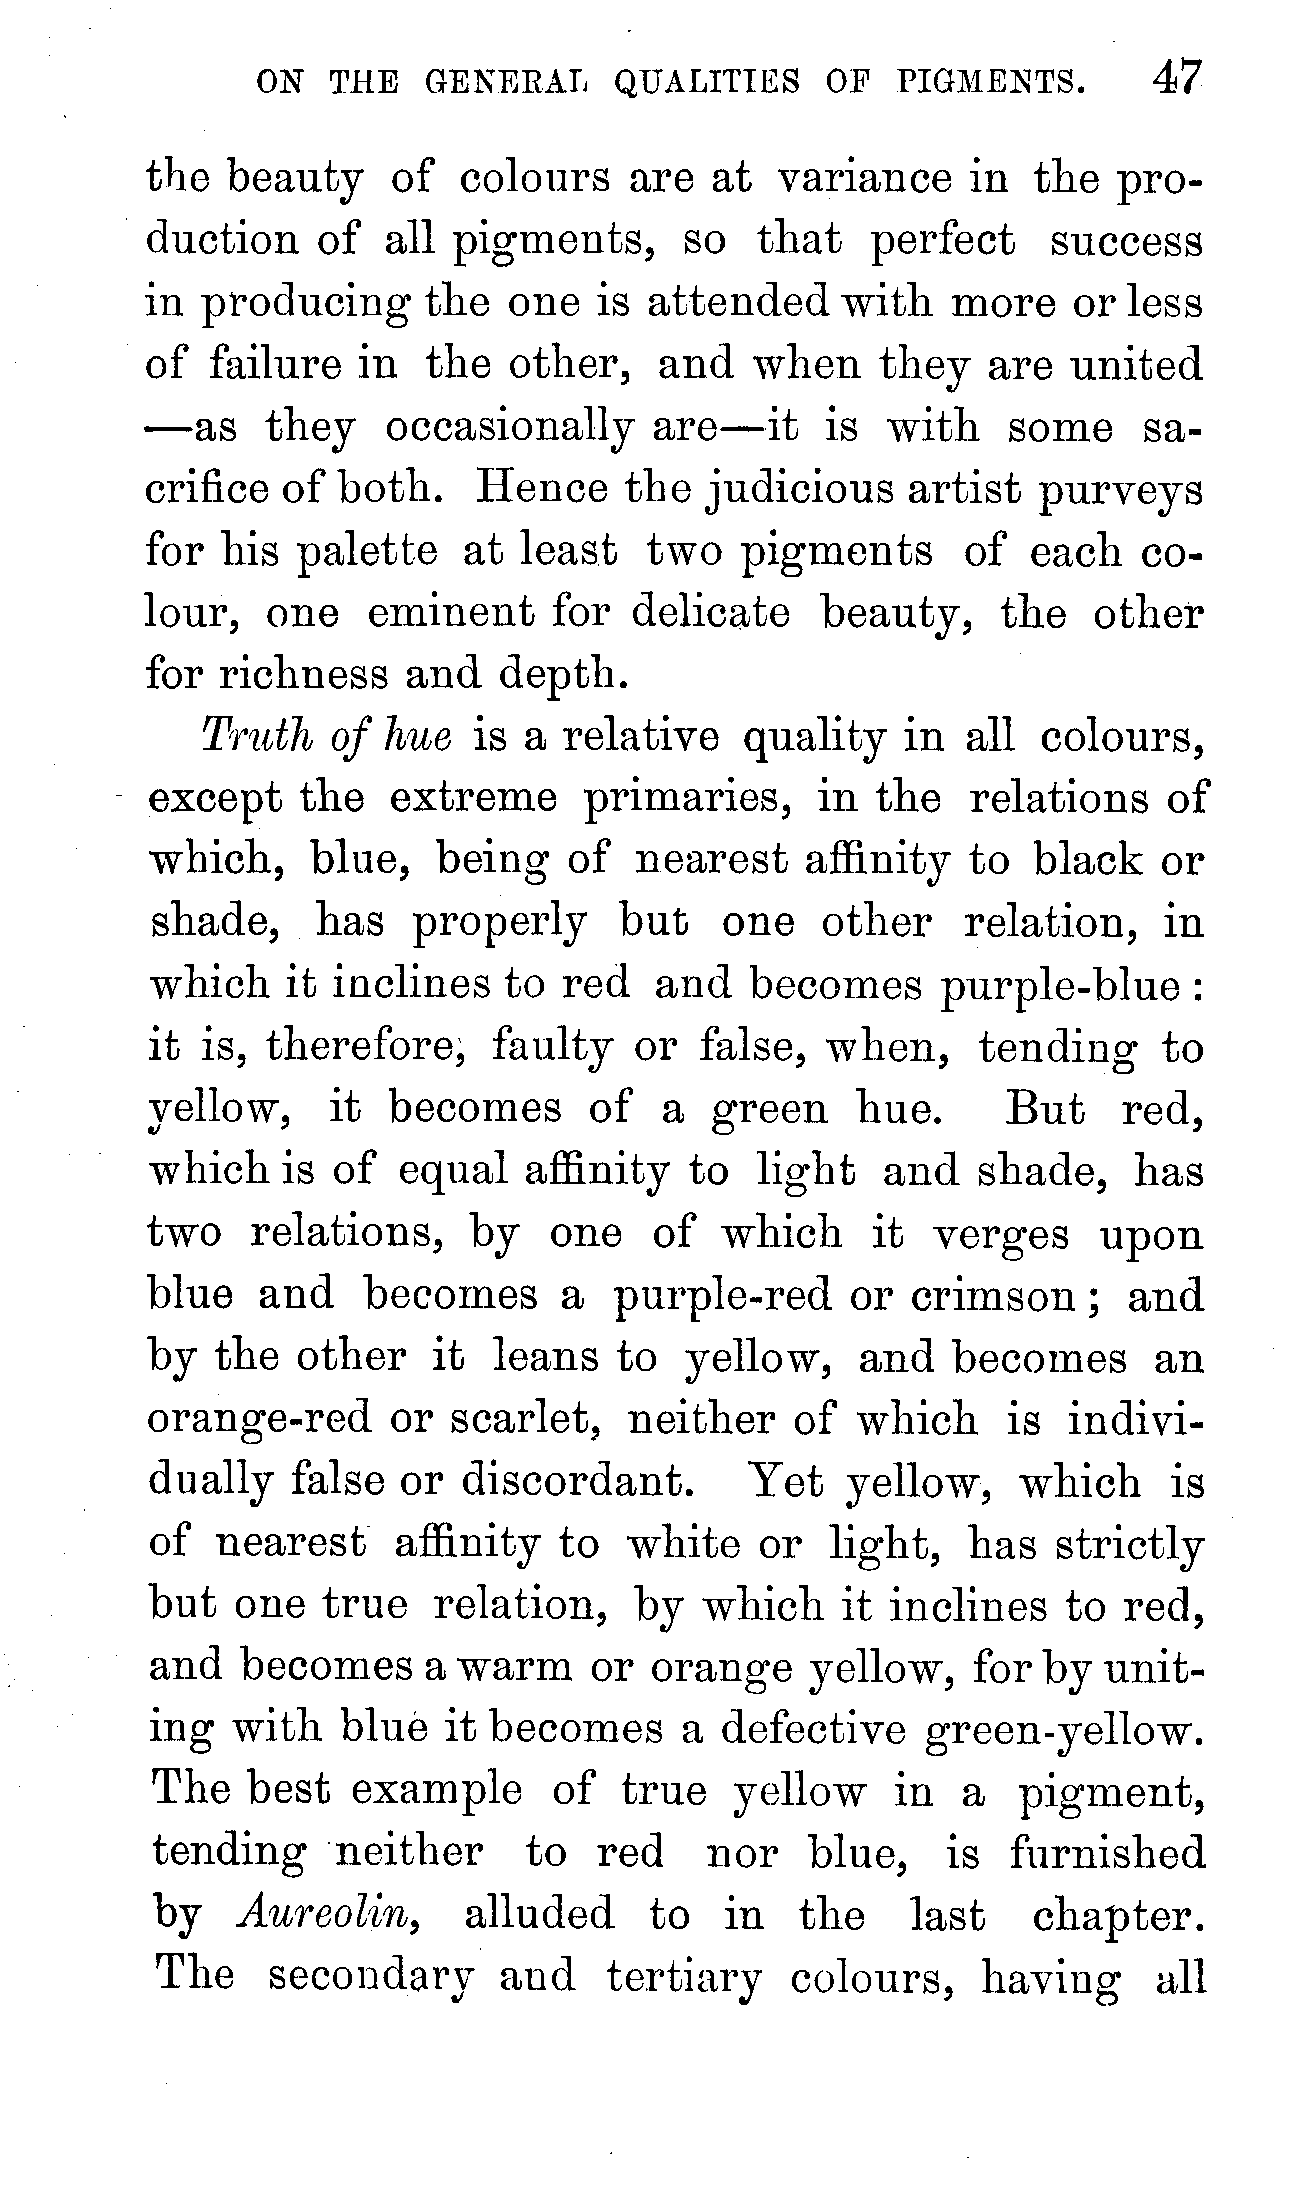 ON THE GENERAL QUALITIES OF PIGMENTS. 47
the beauty of colours are at variance in the pro-
duction of all pigments, so that perfect success
in producing the one is attended with more or less
of failure in the other, and when they are united
—as they occasionally are—it is with some sa-
crifice of both. Hence the judicious artist purveys
for his palette at least two pigments of each co-
lour, one eminent for delicate beauty, the other
for richness and depth.
Truth of hue is a relative quality in all colours,
except the extreme primaries, in the relations of
which, blue, being of nearest affinity to black or
shade, has properly but one other relation, in
which it inclines to red and becomes purple-blue :
it is, therefore, faulty or false, when, tending to
yellow, it becomes of a green hue. But red,
which is of equal affinity to light and shade, has
two relations, by one of which it verges upon
blue and becomes a purple-red or crimson ; and
by the other it leans to yellow, and becomes an
orange-red or scarlet, neither of which is indivi-
dually false or discordant. Yet yellow, which is
of nearest affinity to white or light, has strictly
but one true relation, by which it inclines to red,
and becomes a warm or orange yellow, for by unit-
ing with blue it becomes a defective green-yellow.
The best example of true yellow in a pigment,
tending neither to red nor blue, is furnished
by Aureolin, alluded to in the last chapter.
The secondary and tertiary colours, having all